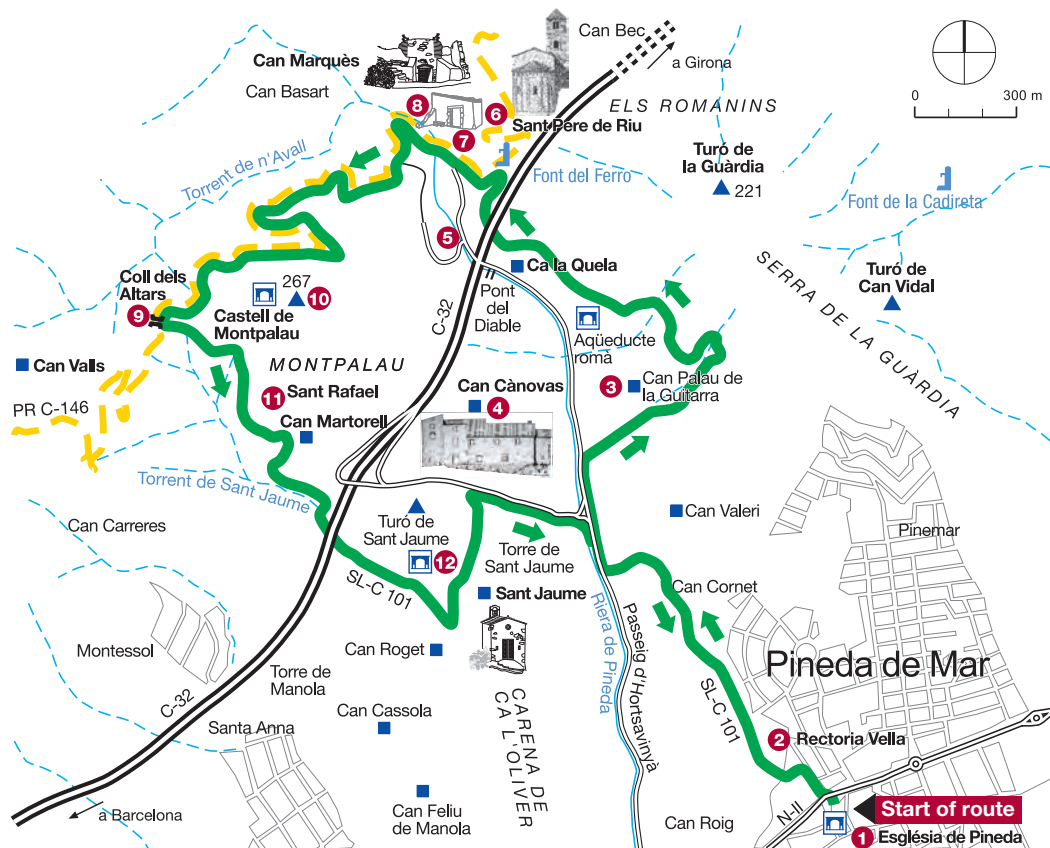 Can Bec
a Girona
Can Marquès
Can Basart
8
6
7
Sant Pere de Riu
ELS ROMANINS
0 300 m
Torrent de n'Avall
Font del Ferro
Turó de
la Guàrdia
221
Font de la Cadireta
5
Ca la Quela
SERRA DE LA GUÀRDIA
Turó de
Can Vidal
Coll dels
Altars
9
267
10
Castell de
Montpalau
C-32
Pont
del
Diable
Aqüeducte
romà
Can Valls
MONTPALAU
Can Cànovas
4
3
Can Palau de
la Guitarra
PR C-146
11
Sant Rafael
Can Martorell
Torrent de Sant Jaume
Can Carreres
Turó de
Sant Jaume
12
Torre de
Sant Jaume
Can Valeri
Pinemar
SL-C 101
Sant Jaume
Can Cornet
Riera de Pineda
Passeig d'Hortsavinyà
Montessol
Can Roget
Torre de
Manola
C-32
Pineda de Mar
SL-C 101
Santa Anna
Can Cassola
CARENA DE
CA L'OLIVER
2
Rectoria Vella
a Barcelona
Can Feliu
de Manola
Can Roig
N-II
Start of route
1
Església de Pineda